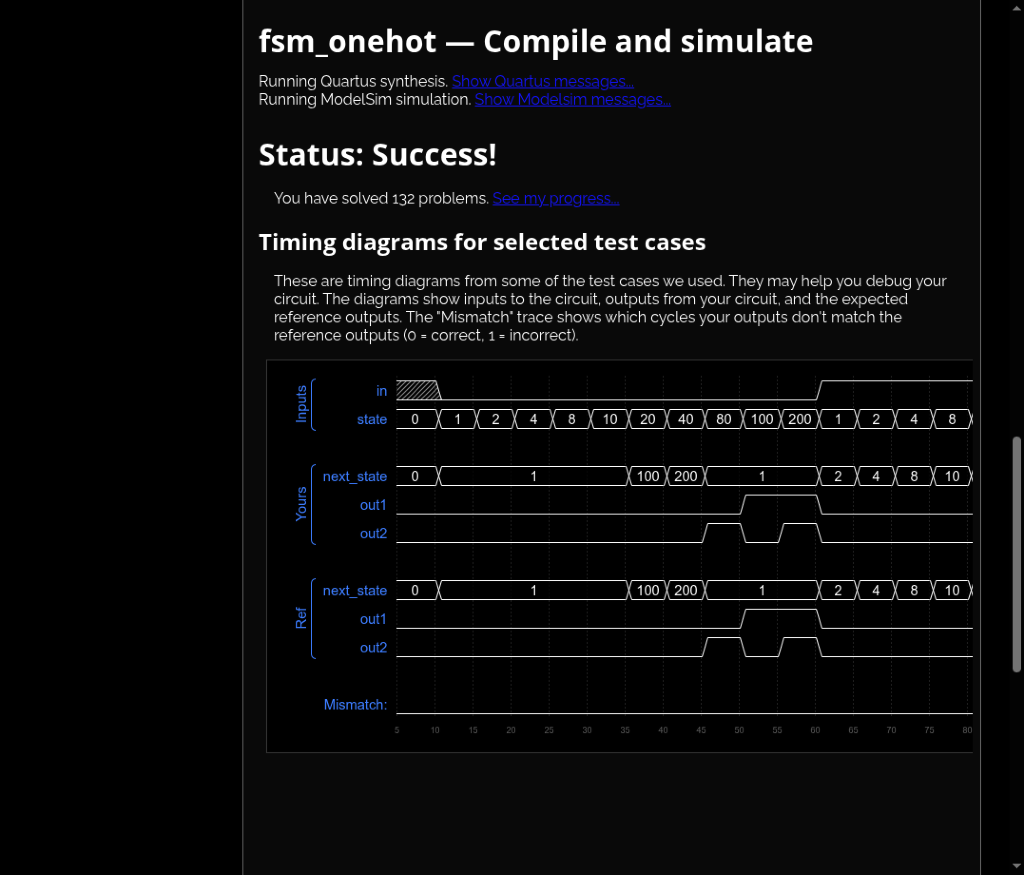 fsm_onehot — Compile and simulate
Running Quartus synthesis. Show Quartus messages...
Running ModelSim simulation. Show Modelsim messages...
Status: Success!
You have solved 132 problems. See my progress...
Timing diagrams for selected test cases
These are timing diagrams from some of the test cases we used. They may help you debug your
circuit. The diagrams show inputs to the circuit, outputs from your circuit, and the expected
reference outputs. The "Mismatch" trace shows which cycles your outputs don't match the
reference outputs (0 = correct, 1 = incorrect).
Inputs
in
state 0 1 2 4 8 10 20 40 80 100 200 1 2 4 8
Yours
next_state 0 1 100 200 1 2 4 8 10
out1
out2
Ref
next_state 0 1 100 200 1 2 4 8 10
out1
out2
Mismatch:
5 10 15 20 25 30 35 40 45 50 55 60 65 70 75 80